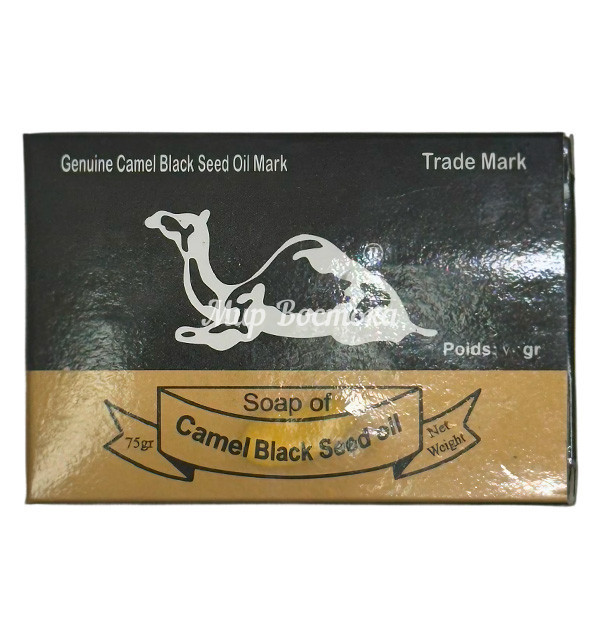 Genuine Camel Black Seed Oil Mark
Trade Mark
®
Мир Востока
Poids: gr
Soap of
Camel Black Seed oil
75gr
Net
Weight